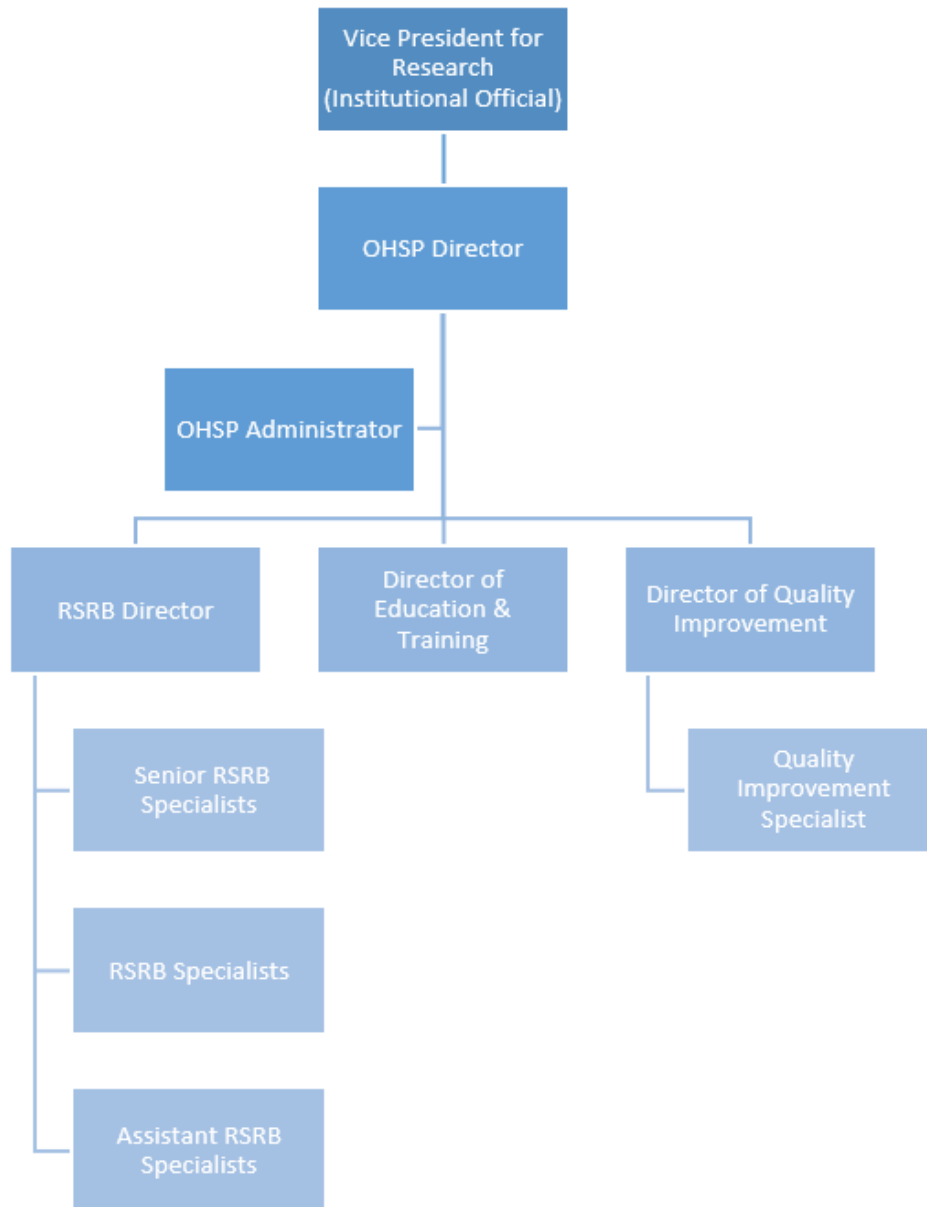 Vice President for
Research
(Institutional Official)
OHSP Director
OHSP Administrator
RSRB Director
Director of
Education &
Training
Director of Quality
Improvement
Senior RSRB
Specialists
Quality
Improvement
Specialist
RSRB Specialists
Assistant RSRB
Specialists